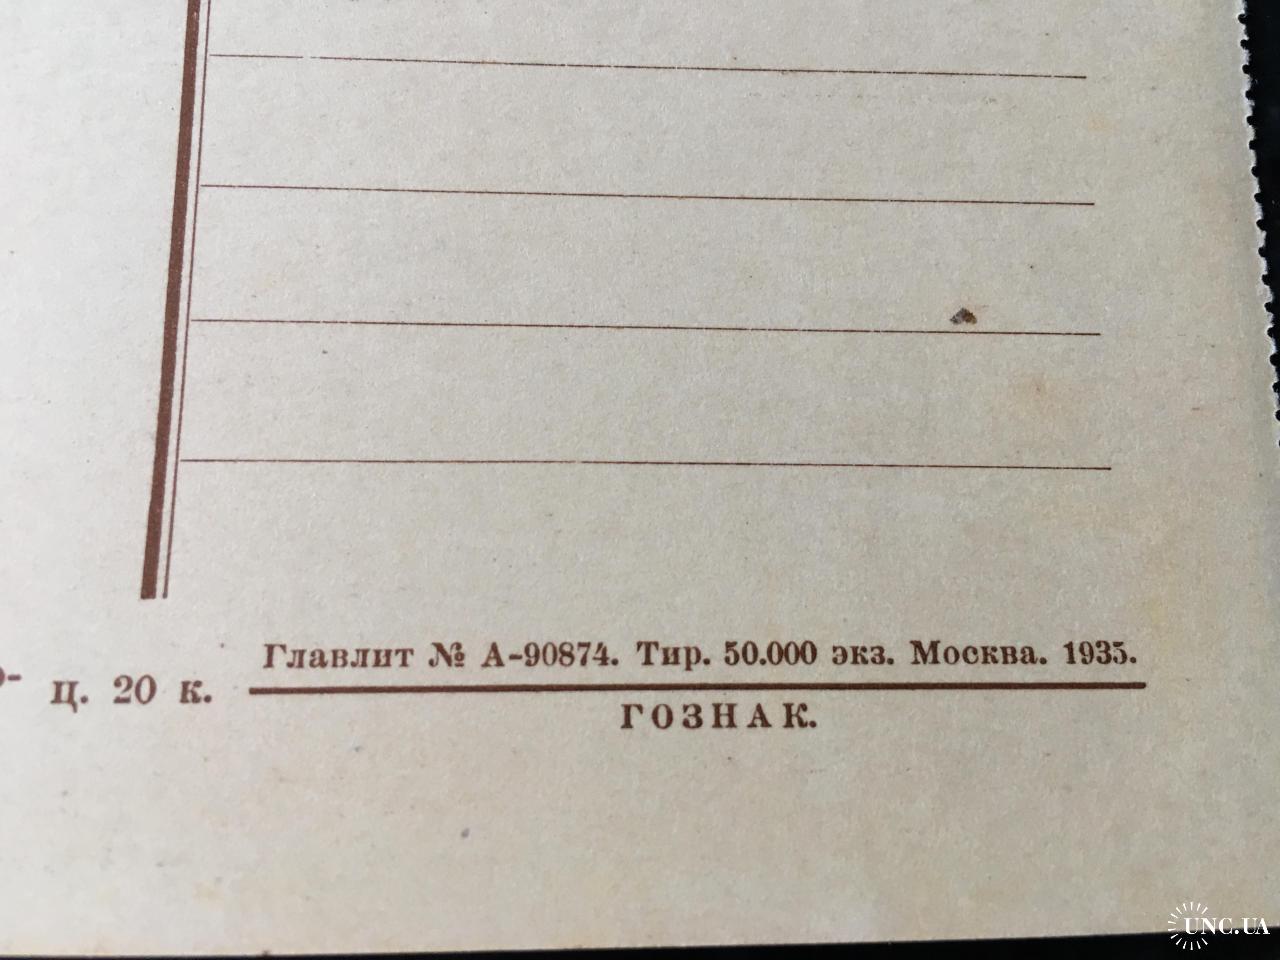 Главлит № А-90874. Тир. 50.000 экз. Москва. 1935.
ц. 20 к.
ГОЗНАК.
UNC.UA